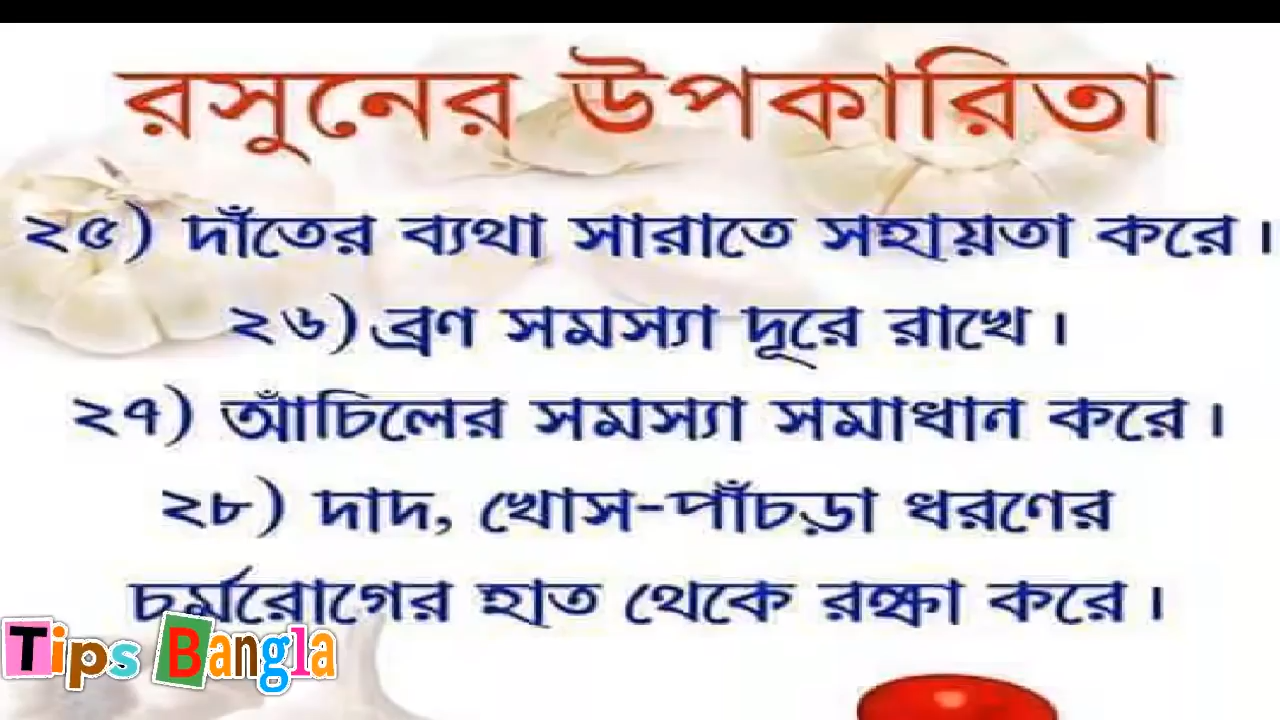 রসুনের উপকারিতা
২৫) দাঁতের ব্যথা সারাতে সহায়তা করে।
২৬) ব্রণ সমস্যা দূরে রাখে।
২৭) আঁচিলের সমস্যা সমাধান করে।
২৮) দাদ, খোস-পাঁচড়া ধরণের
চর্মরোগের হাত থেকে রক্ষা করে।
Tips Bangla